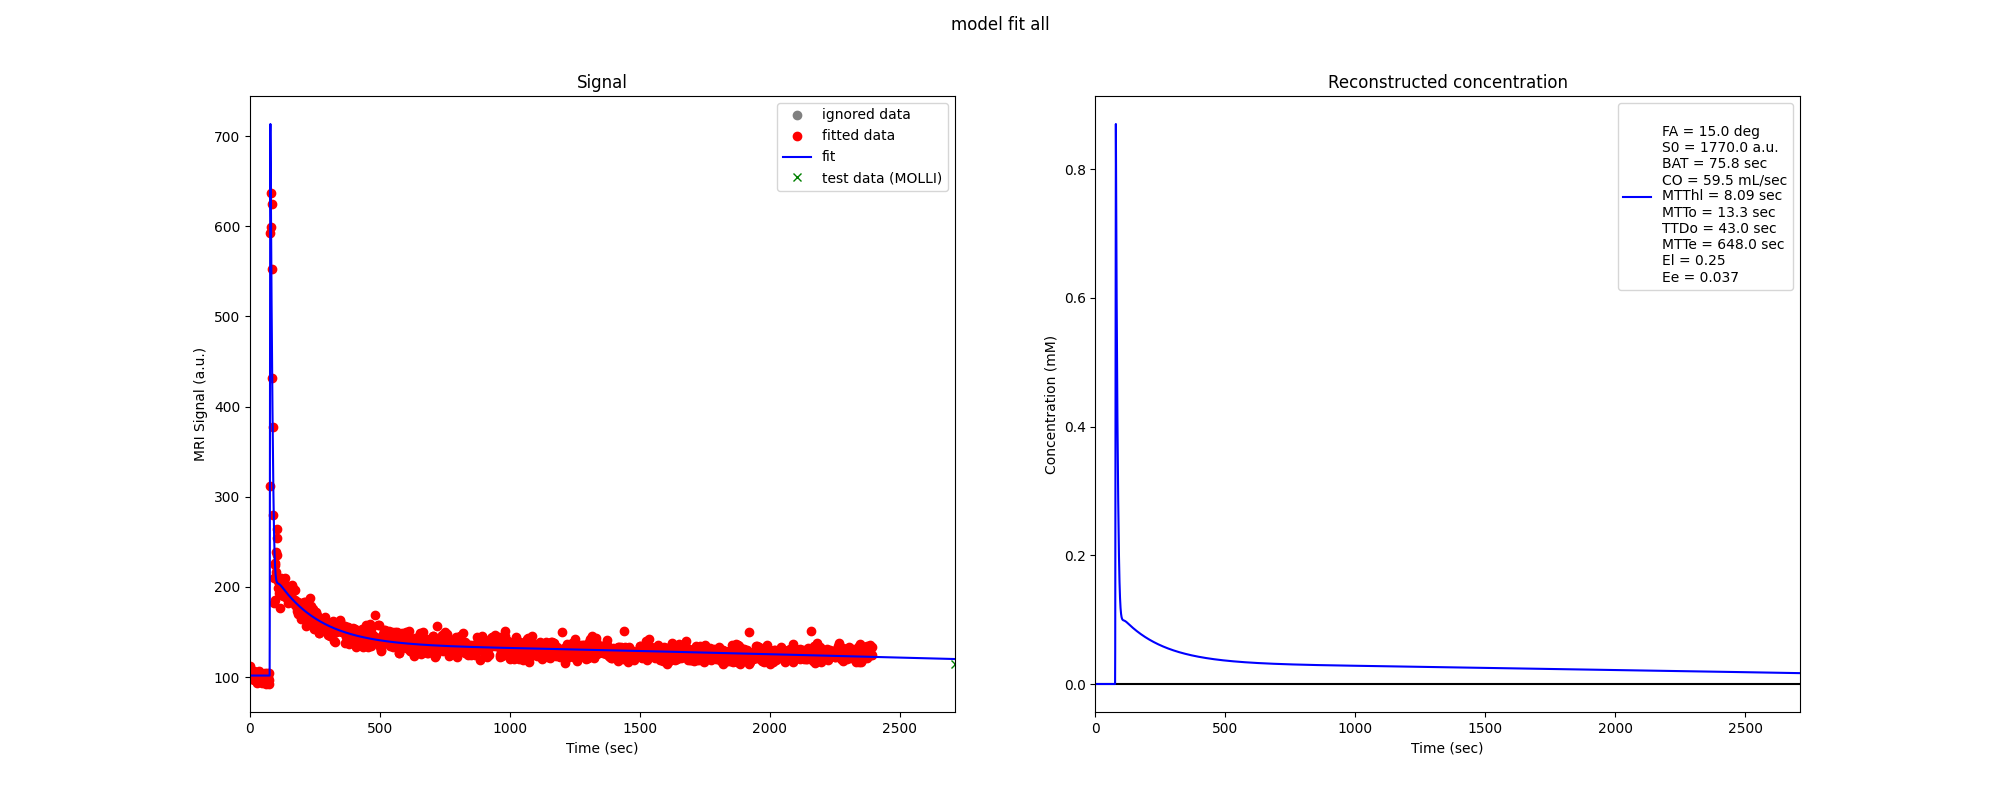 model fit all
Signal
700
600
500
400
300
200
100
MRI Signal (a.u.)
0
500
1000
1500
2000
2500
Time (sec)
ignored data
fitted data
fit
test data (MOLLI)
Reconstructed concentration
0.8
0.6
0.4
0.2
0.0
Concentration (mM)
0
500
1000
1500
2000
2500
Time (sec)
FA = 15.0 deg
S0 = 1770.0 a.u.
BAT = 75.8 sec
CO = 59.5 mL/sec
MTThl = 8.09 sec
MTTo = 13.3 sec
TTDo = 43.0 sec
MTTe = 648.0 sec
El = 0.25
Ee = 0.037